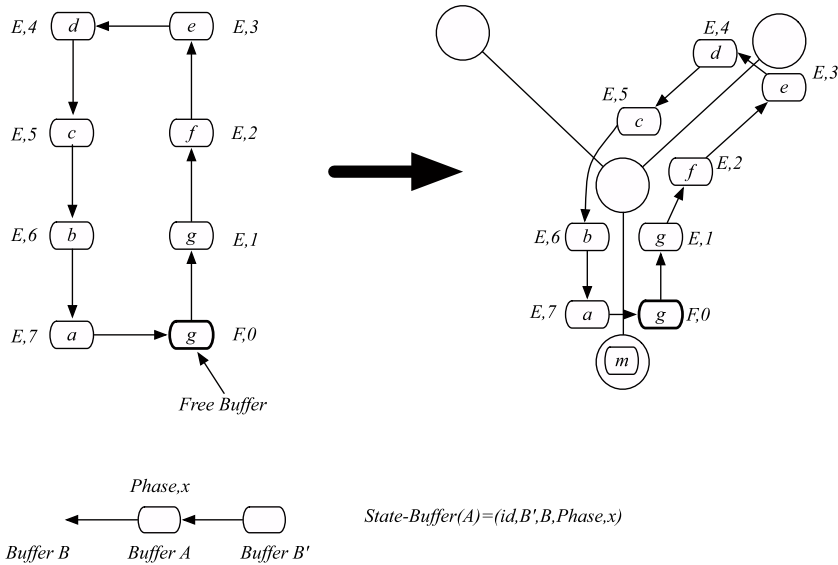 E,4 d e E,3
E,5 c f E,2
E,6 b g E,1
E,7 a g F,0
Free Buffer
E,4
d
E,3
e
E,5
c
f E,2
E,6 b g E,1
E,7 a g F,0
m
Phase,x
Buffer B Buffer A Buffer B'
State-Buffer(A)=(id,B',B,Phase,x)